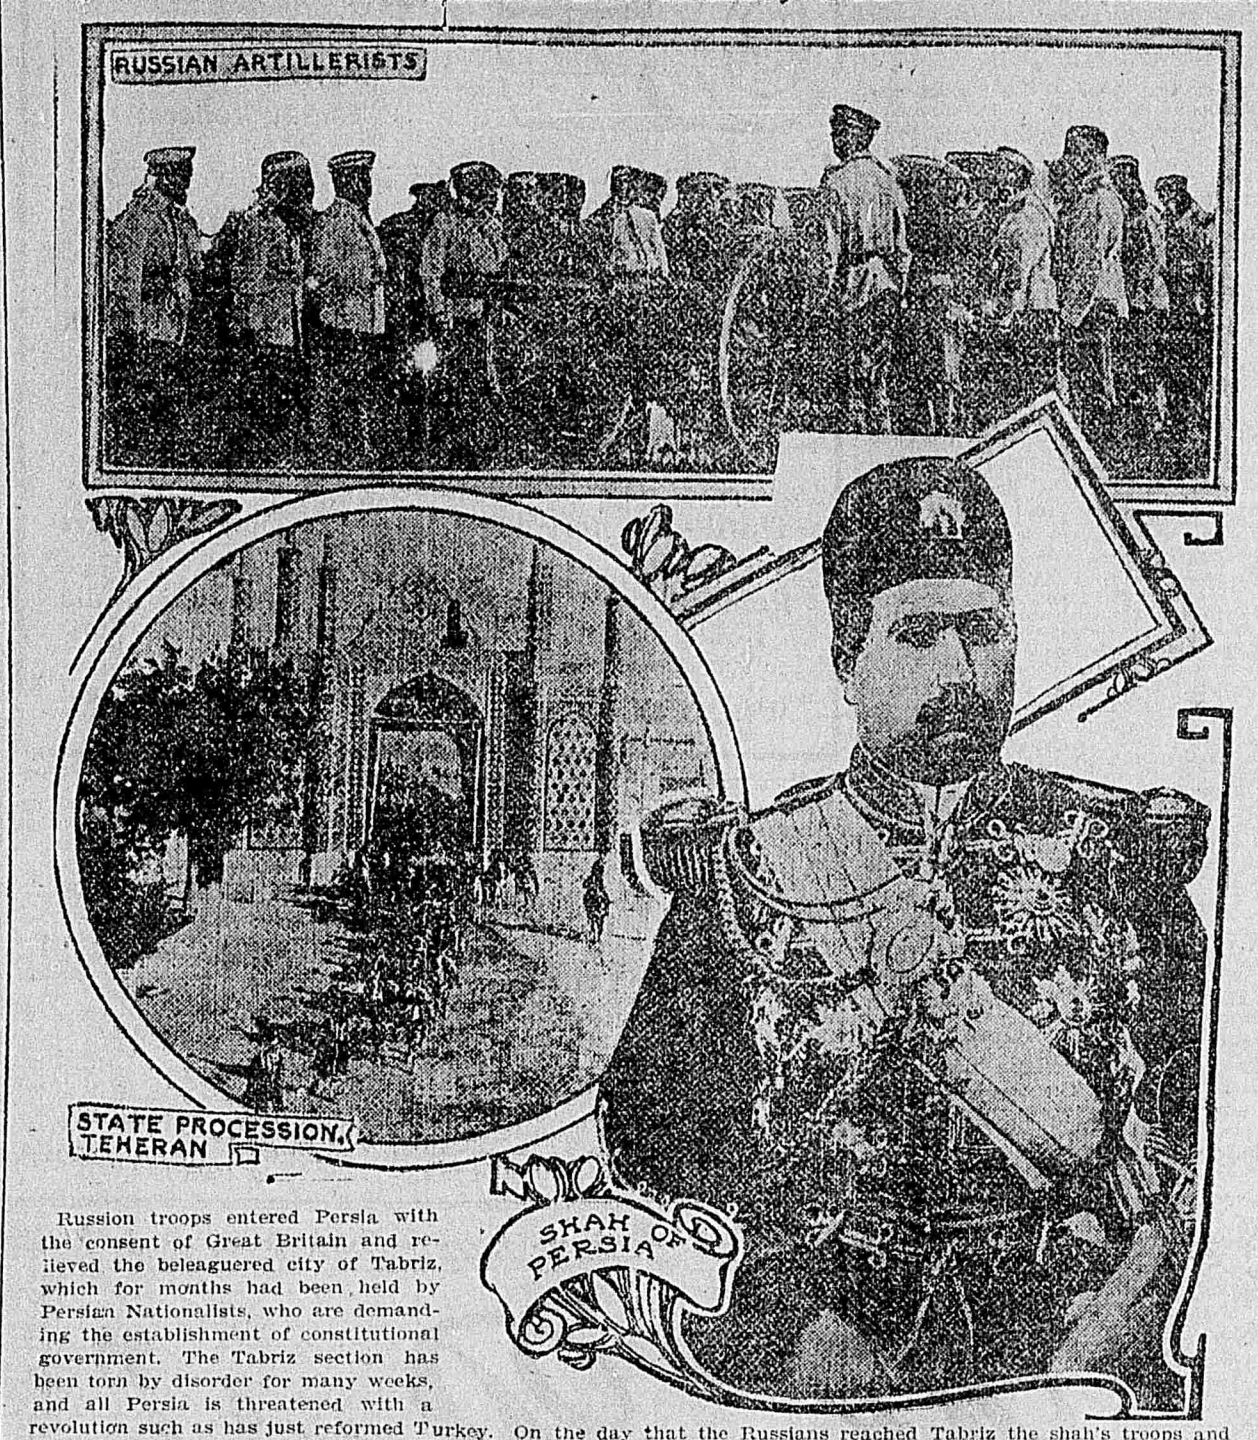 RUSSIAN ARTILLERISTS
STATE PROCESSION,
TEHERAN
SHAH OF
PERSIA
Russion troops entered Persia with
the consent of Great Britain and re-
lieved the beleaguered city of Tabriz,
which for months had been held by
Persian Nationalists, who are demand-
ing the establishment of constitutional
government. The Tabriz section has
been torn by disorder for many weeks,
and all Persia is threatened with a
revolution such as has just reformed Turkey. On the day that the Russians reached Tabriz the shah's troops and